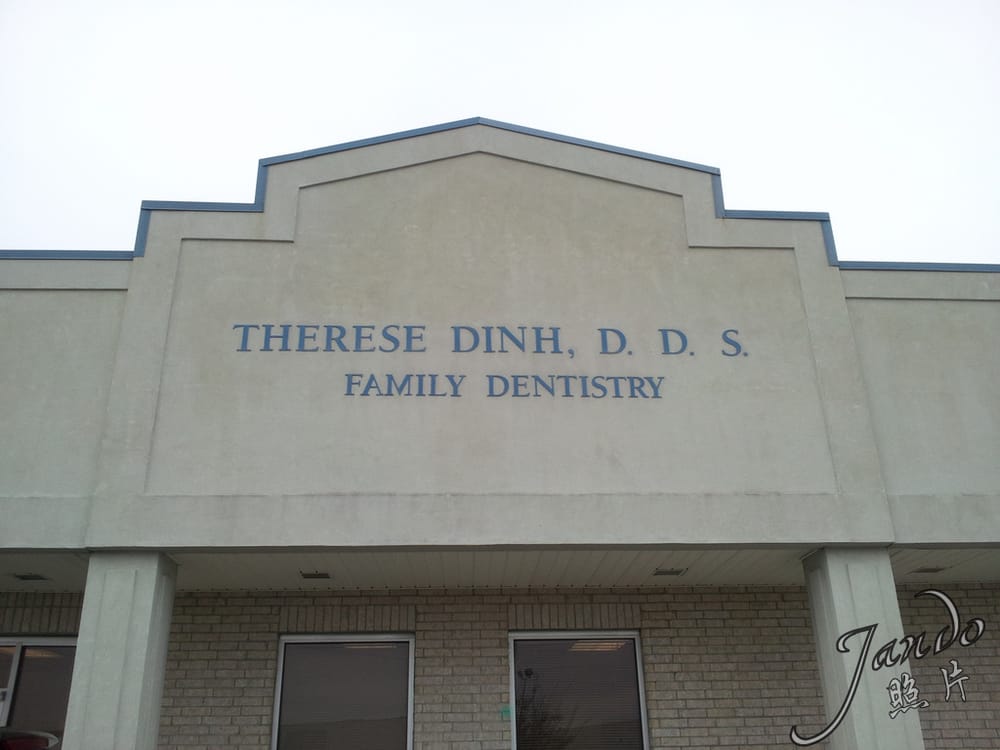 THERESE DINH, D. D. S.
FAMILY DENTISTRY
Jando
照片